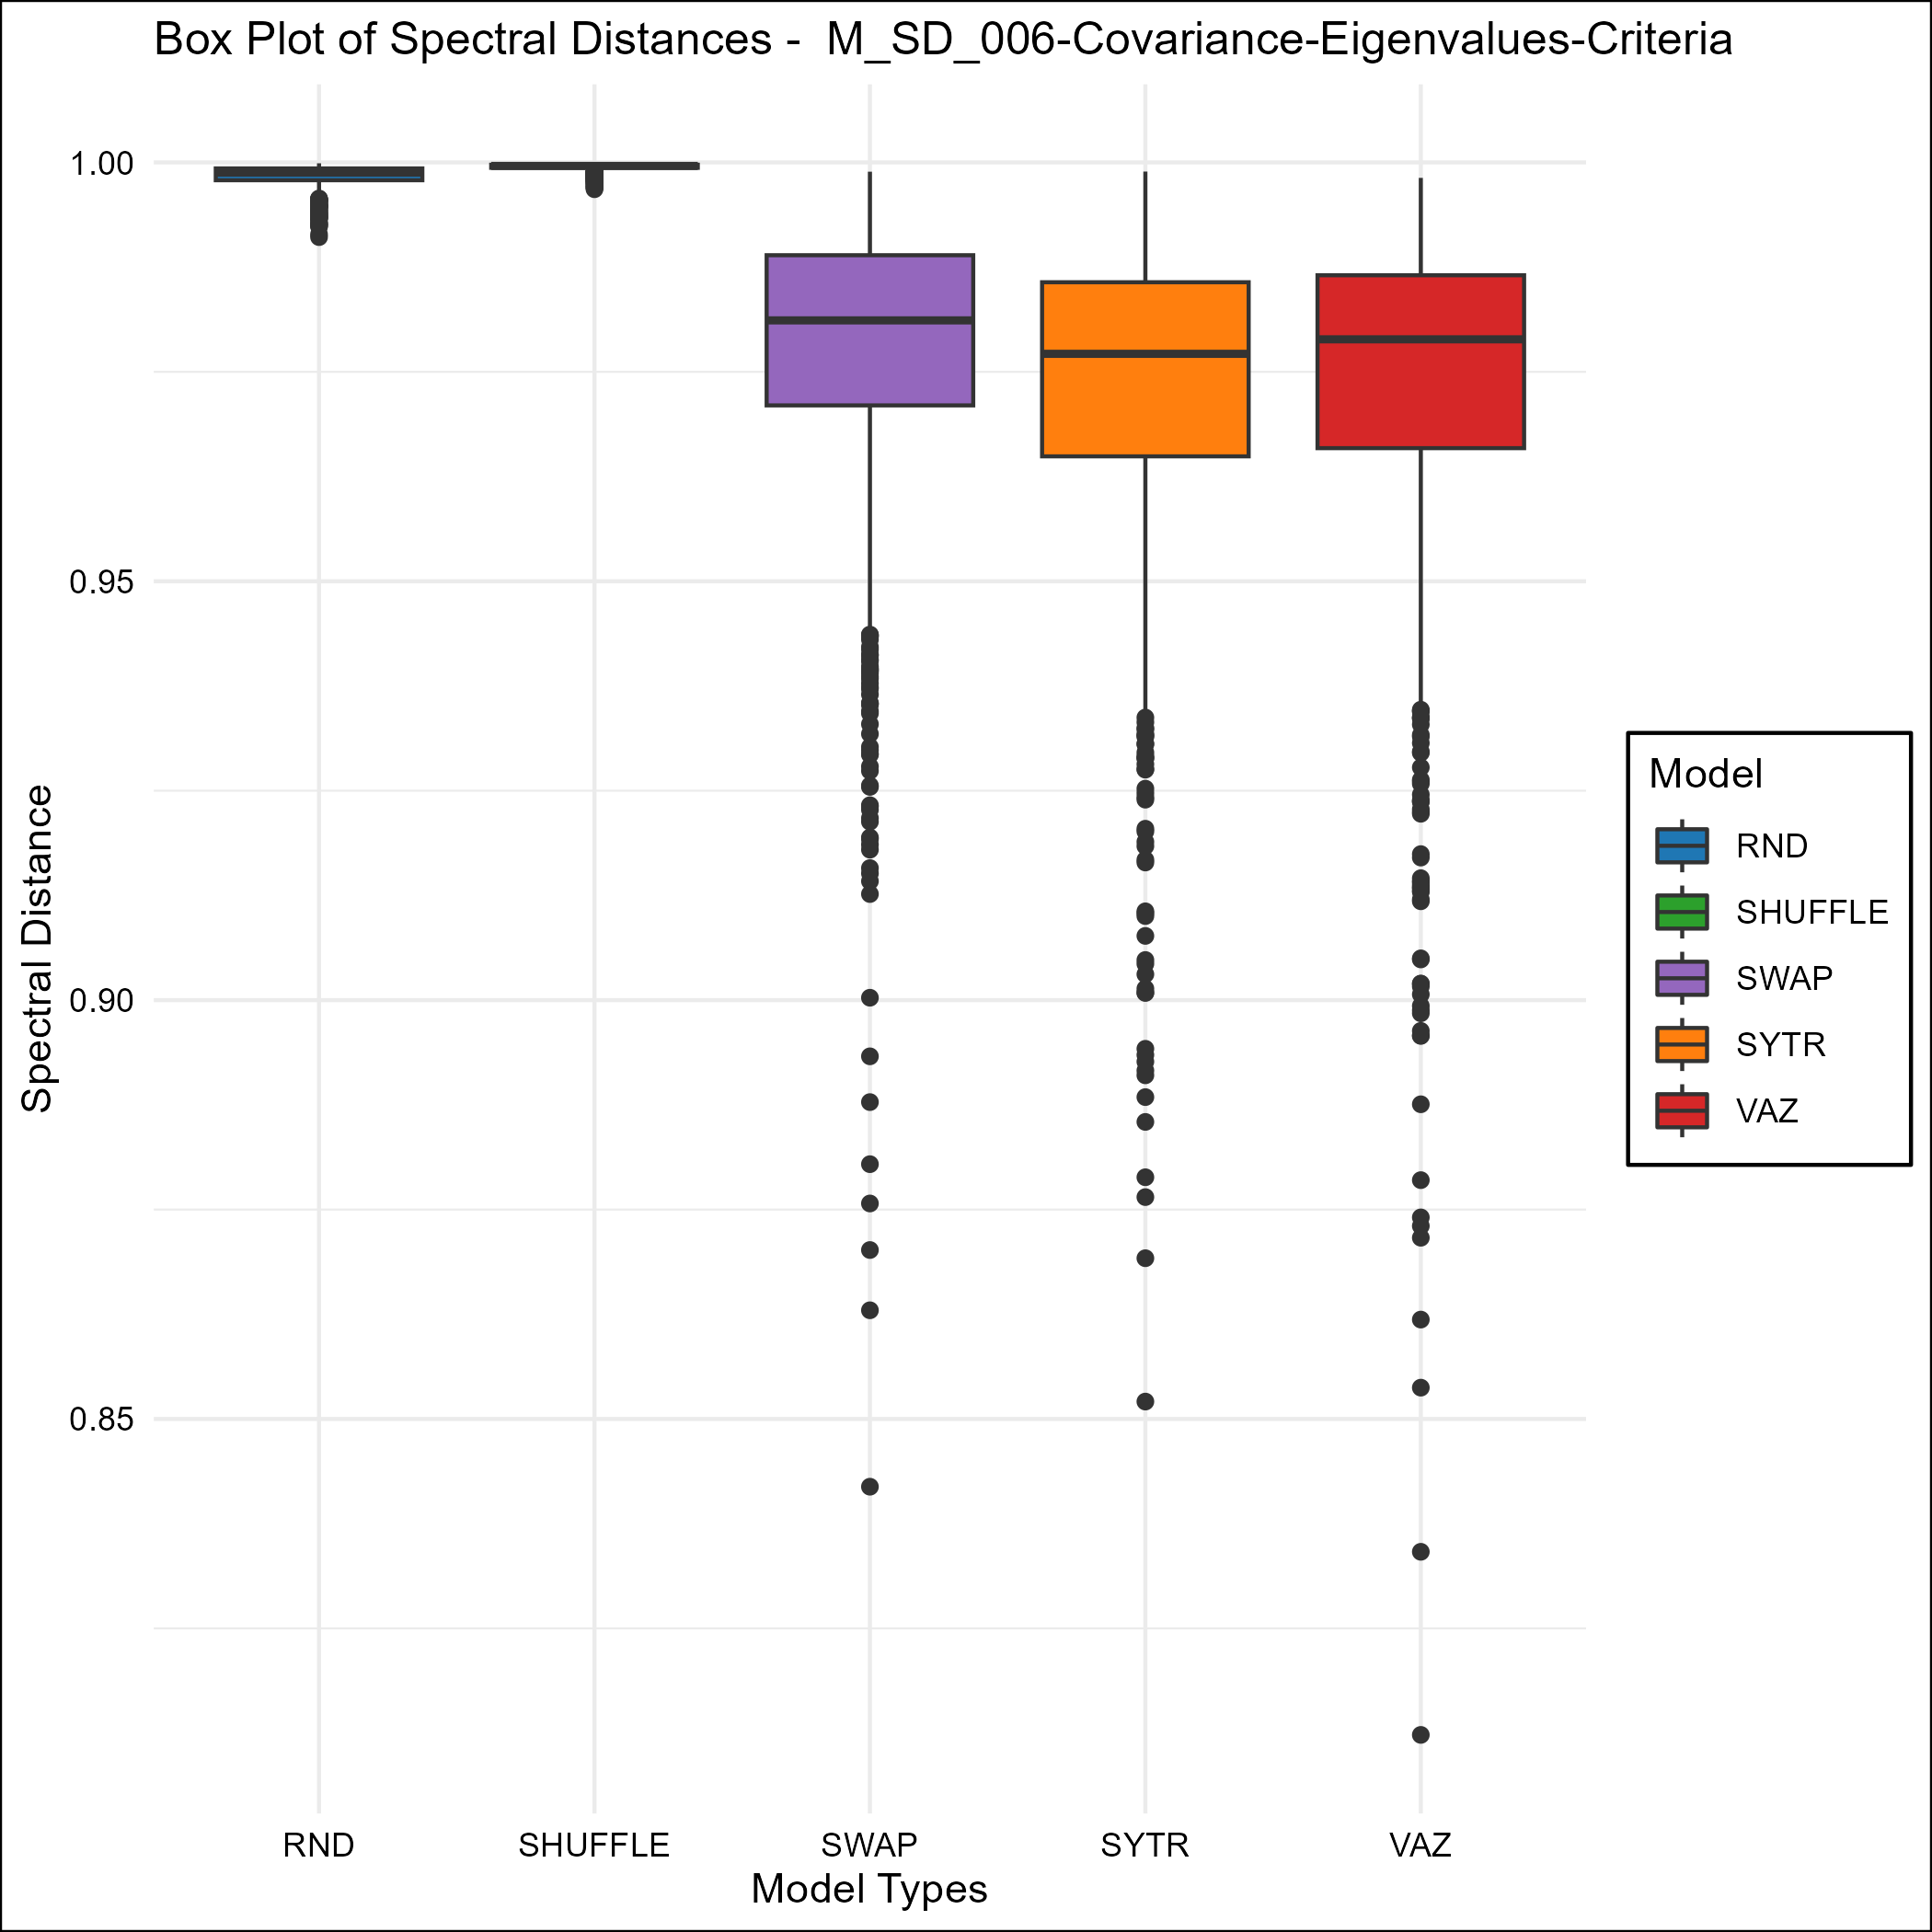 Box Plot of Spectral Distances -  M_SD_006-Covariance-Eigenvalues-Criteria
1.00
0.95
0.90
0.85
Spectral Distance
RND
SHUFFLE
SWAP
SYTR
VAZ
Model Types
Model
RND
SHUFFLE
SWAP
SYTR
VAZ